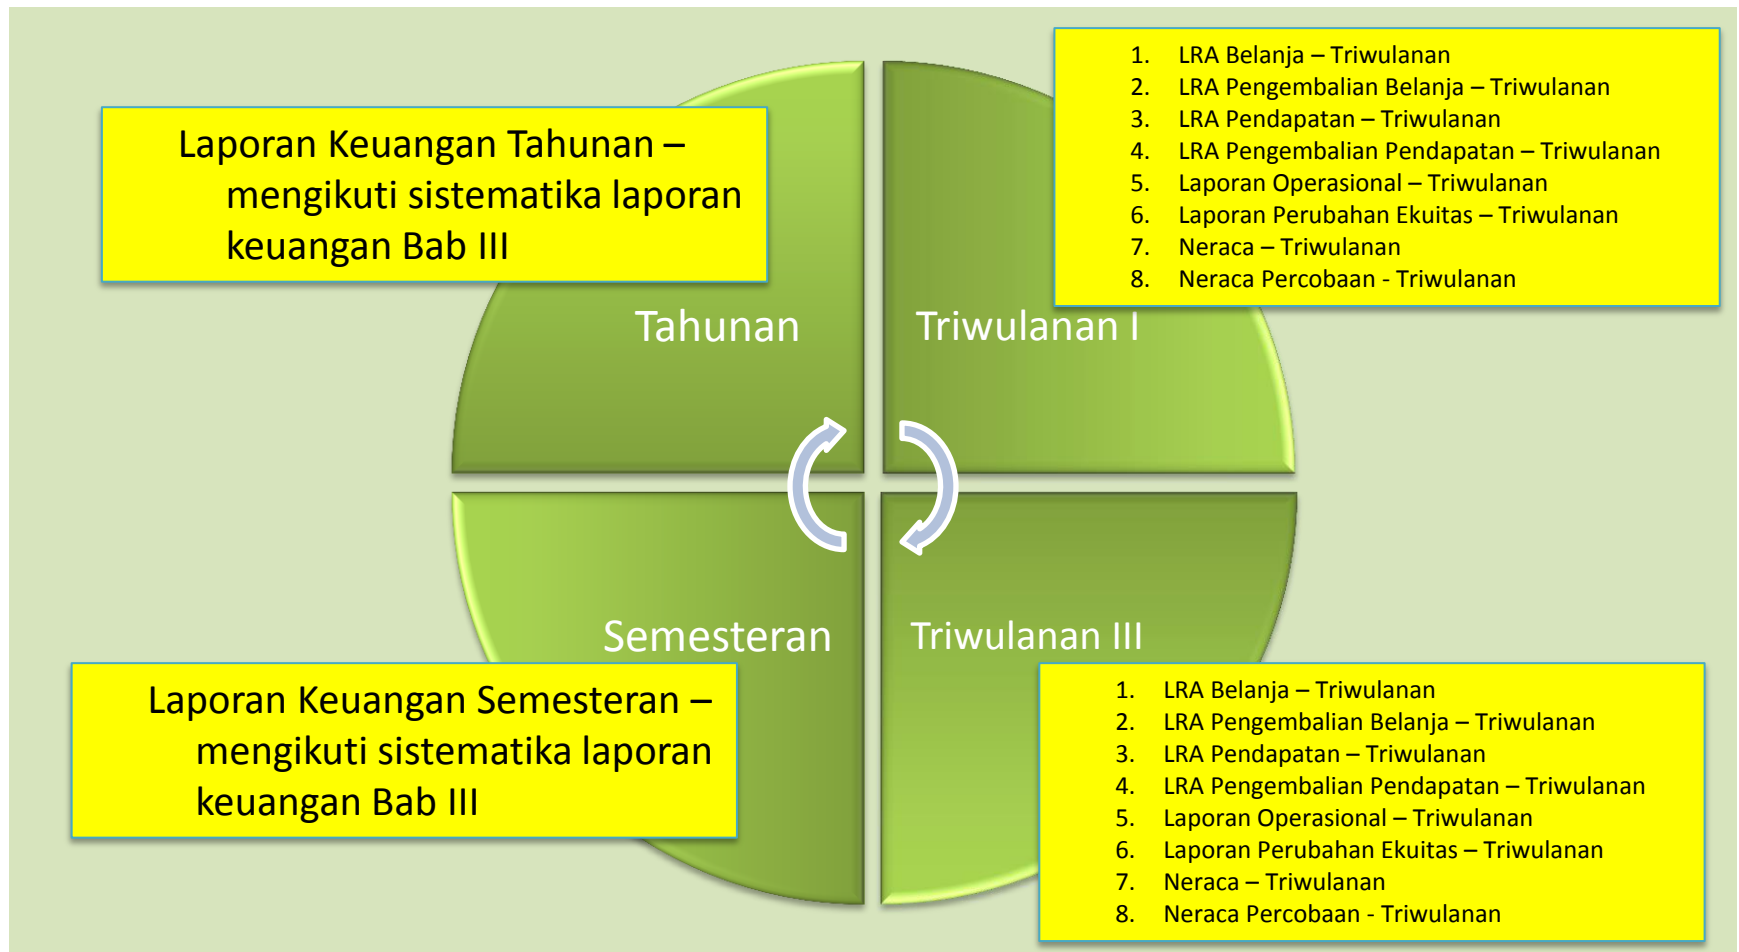 Laporan Keuangan Tahunan –
mengikuti sistematika laporan
keuangan Bab III
Tahunan
1. LRA Belanja – Triwulanan
2. LRA Pengembalian Belanja – Triwulanan
3. LRA Pendapatan – Triwulanan
4. LRA Pengembalian Pendapatan – Triwulanan
5. Laporan Operasional – Triwulanan
6. Laporan Perubahan Ekuitas – Triwulanan
7. Neraca – Triwulanan
8. Neraca Percobaan - Triwulanan
Triwulanan I
Semesteran
Laporan Keuangan Semesteran –
mengikuti sistematika laporan
keuangan Bab III
Triwulanan III
1. LRA Belanja – Triwulanan
2. LRA Pengembalian Belanja – Triwulanan
3. LRA Pendapatan – Triwulanan
4. LRA Pengembalian Pendapatan – Triwulanan
5. Laporan Operasional – Triwulanan
6. Laporan Perubahan Ekuitas – Triwulanan
7. Neraca – Triwulanan
8. Neraca Percobaan - Triwulanan